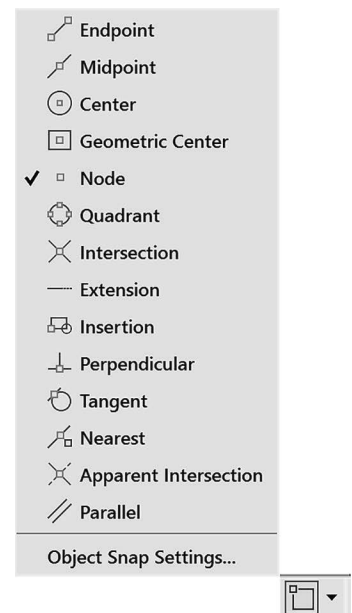 Endpoint
Midpoint
Center
Geometric Center
Node
Quadrant
Intersection
Extension
Insertion
Perpendicular
Tangent
Nearest
Apparent Intersection
Parallel
Object Snap Settings...